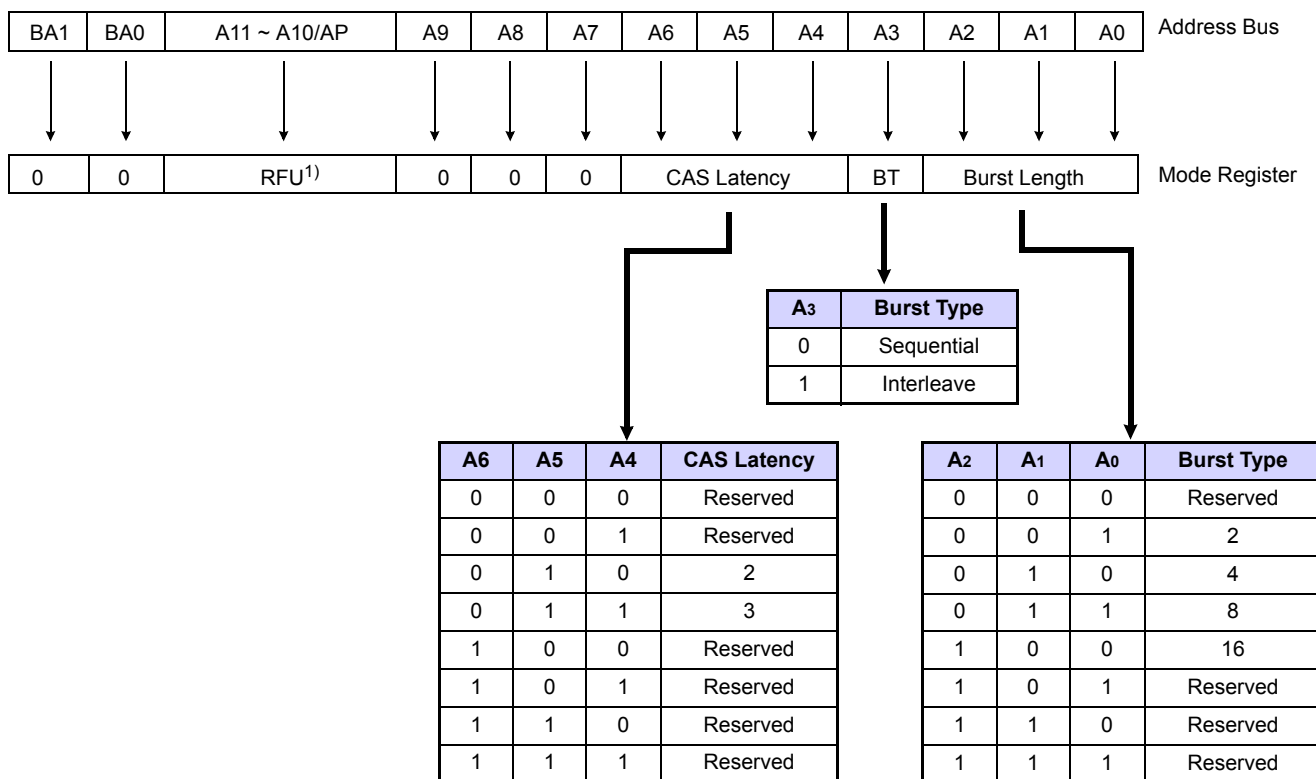 BA1 BA0 A11 ~ A10/AP A9 A8 A7 A6 A5 A4 A3 A2 A1 A0 Address Bus
0 0 RFU1) 0 0 0 CAS Latency BT Burst Length Mode Register
A3 Burst Type
0 Sequential
1 Interleave
A6 A5 A4 CAS Latency
0 0 0 Reserved
0 0 1 Reserved
0 1 0 2
0 1 1 3
1 0 0 Reserved
1 0 1 Reserved
1 1 0 Reserved
1 1 1 Reserved
A2 A1 A0 Burst Type
0 0 0 Reserved
0 0 1 2
0 1 0 4
0 1 1 8
1 0 0 16
1 0 1 Reserved
1 1 0 Reserved
1 1 1 Reserved